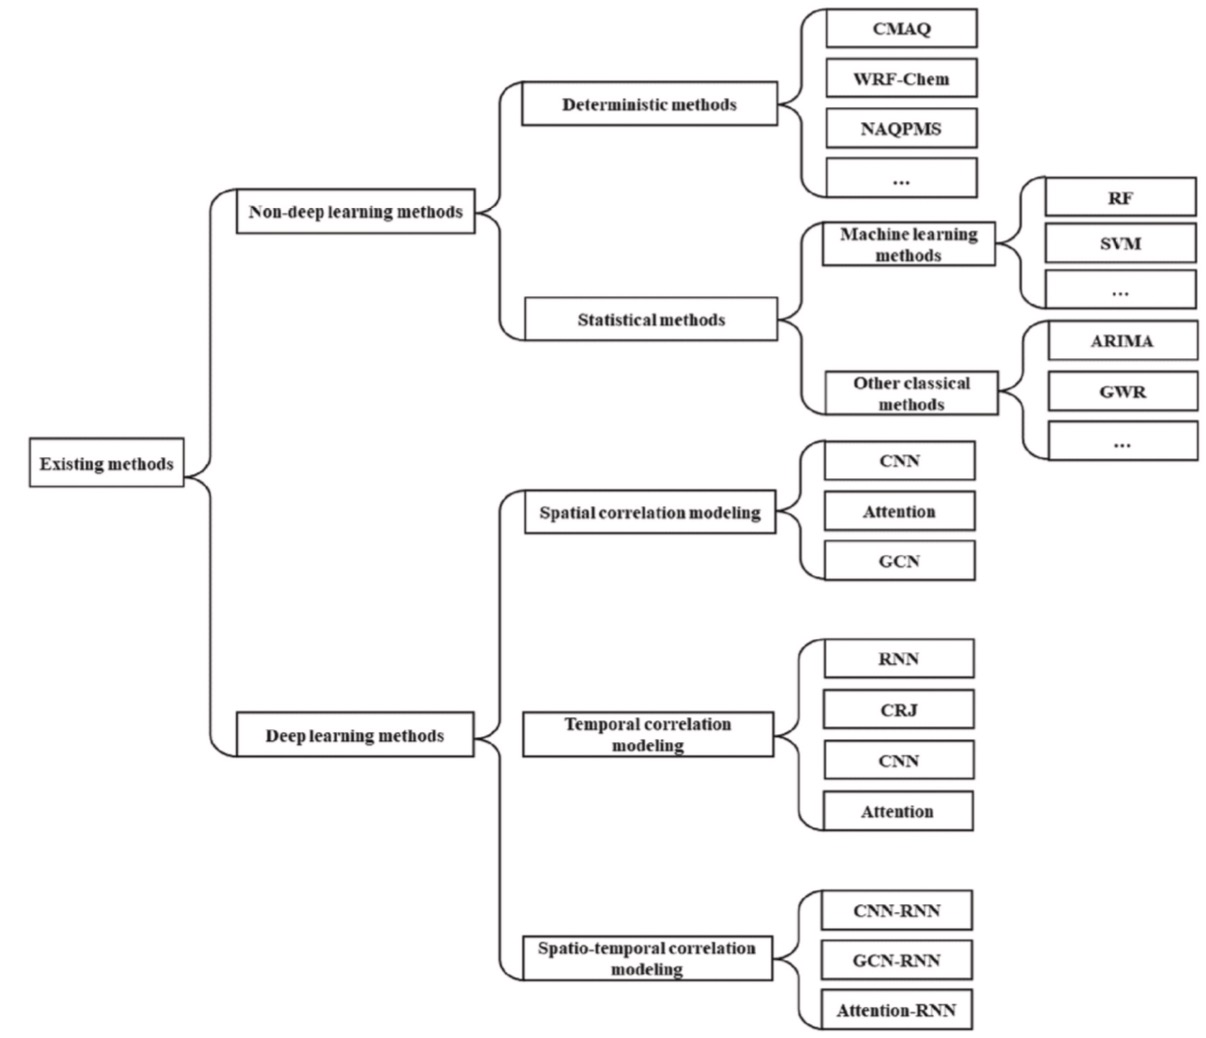 Existing methods
Non-deep learning methods
Deterministic methods
CMAQ
WRF-Chem
NAQPMS
...
Statistical methods
Machine learning
methods
RF
SVM
...
Other classical
methods
ARIMA
GWR
...
Deep learning methods
Spatial correlation modeling
CNN
Attention
GCN
Temporal correlation
modeling
RNN
CRJ
CNN
Attention
Spatio-temporal correlation
modeling
CNN-RNN
GCN-RNN
Attention-RNN